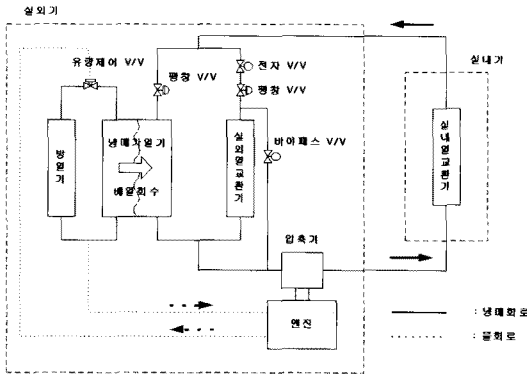 실외기
유량제어 V/V
팽창 V/V
전자 V/V
팽창 V/V
실내기
방열기
냉매가열기
배열회수
실외열교환기
바이패스 V/V
실내열교환기
압축기
엔진
: 냉매회로
: 물회로